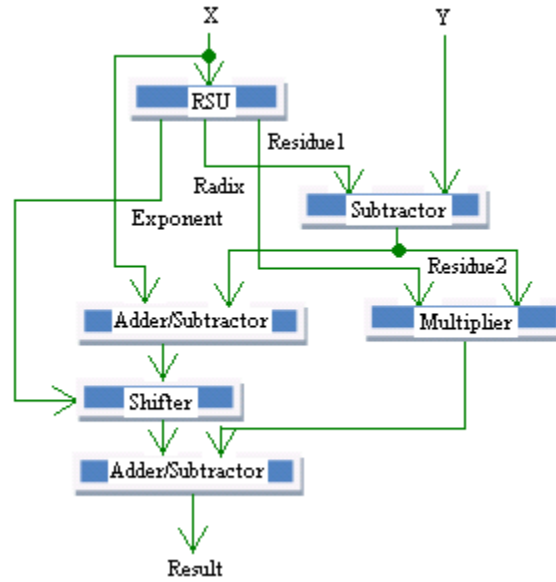 X
Y
RSU
Residue1
Radix
Exponent
Subtractor
Residue2
Adder/Subtractor
Multiplier
Shifter
Adder/Subtractor
Result